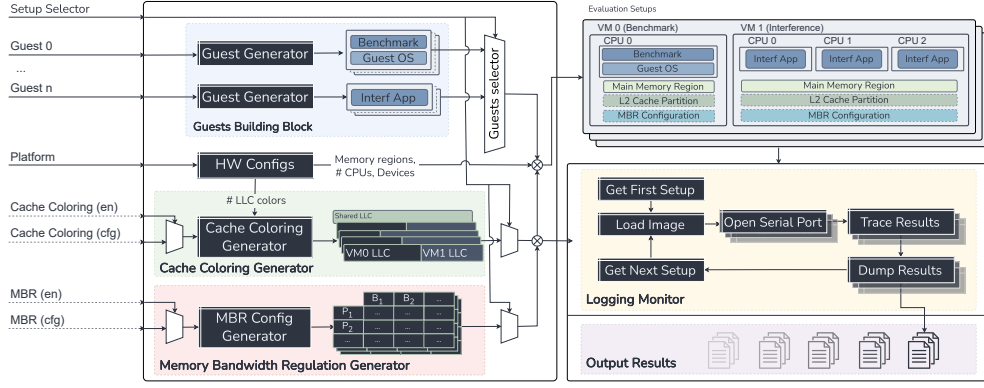 Setup Selector
Guest 0
...
Guest n
Platform
Cache Coloring (en)
Cache Coloring (cfg)
MBR (en)
MBR (cfg)
Guest Generator
Benchmark
Guest OS
Guest Generator
Interf App
Guests Building Block
Guests selector
HW Configs
Memory regions,
# CPUs, Devices
# LLC colors
Cache Coloring
Generator
Shared LLC
VM0 LLC
VM1 LLC
Cache Coloring Generator
MBR Config
Generator
B1 B2 ...
P1 ... ... ...
P2 ... ... ...
... ... ... ...
Memory Bandwidth Regulation Generator
Evaluation Setups
VM 0 (Benchmark)
CPU 0
Benchmark
Guest OS
Main Memory Region
L2 Cache Partition
MBR Configuration
VM 1 (Interference)
CPU 0
CPU 1
CPU 2
Interf App
Interf App
Interf App
Main Memory Region
L2 Cache Partition
MBR Configuration
Get First Setup
Load Image
Open Serial Port
Trace Results
Get Next Setup
Dump Results
Logging Monitor
Output Results